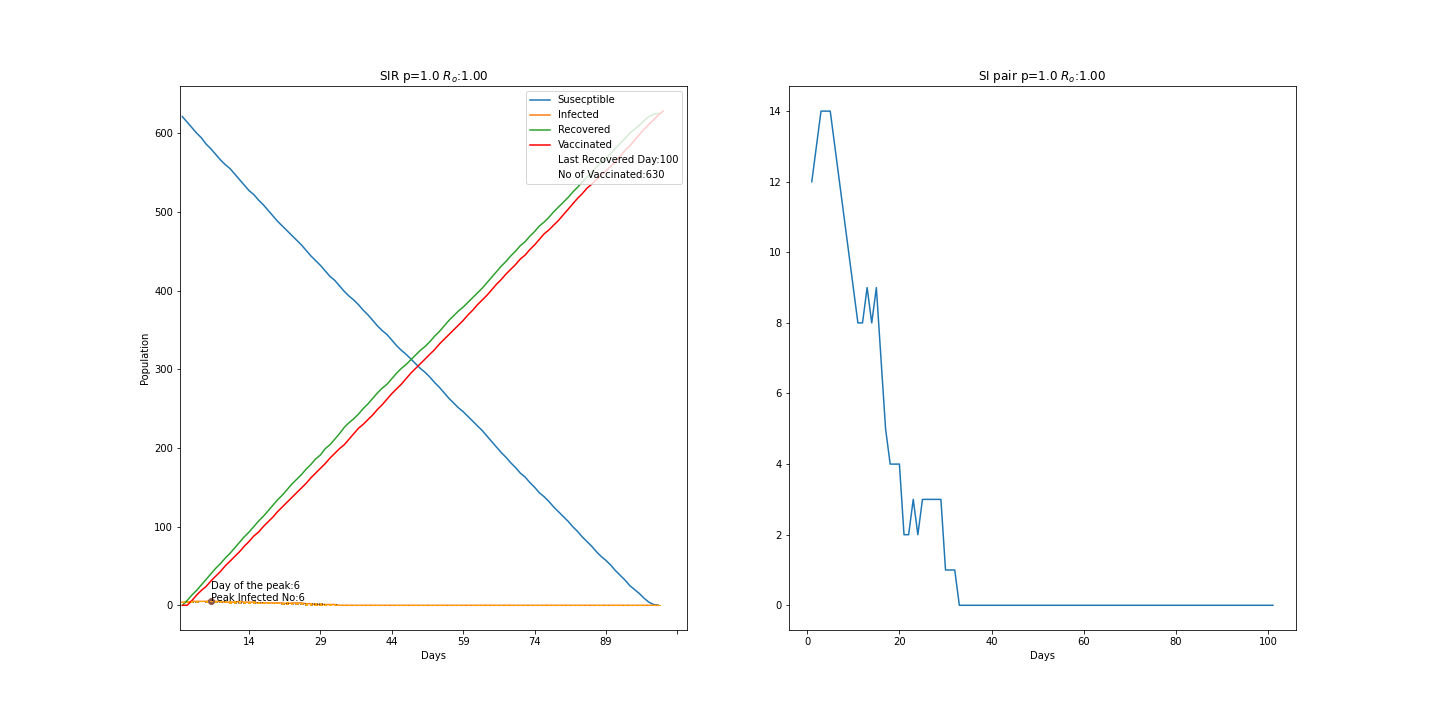 SIR p=1.0 Rₒ:1.00
Susecptible
Infected
Recovered
Vaccinated
Last Recovered Day:100
No of Vaccinated:630
600
500
400
300
200
100
0
Population
Day of the peak:6
Peak Infected No:6
14 29 44 59 74 89
Days
SI pair p=1.0 Rₒ:1.00
14
12
10
8
6
4
2
0
0 20 40 60 80 100
Days